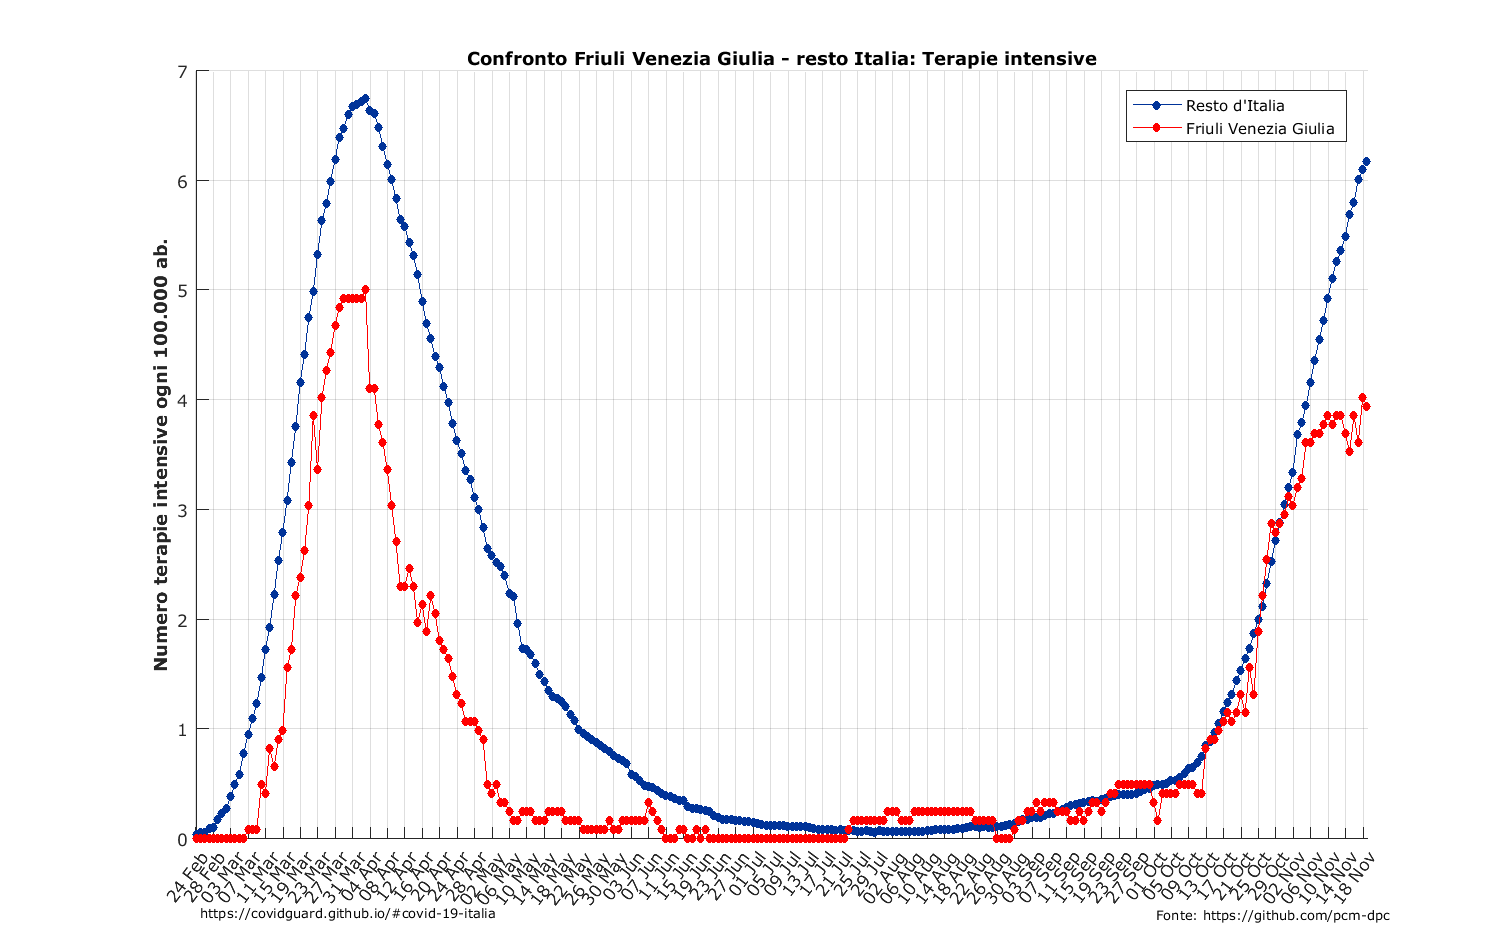 Confronto Friuli Venezia Giulia - resto Italia: Terapie intensive
Resto d'Italia
Friuli Venezia Giulia
Numero terapie intensive ogni 100.000 ab.
7
6
5
4
3
2
1
0
24 Feb
28 Feb
03 Mar
07 Mar
11 Mar
15 Mar
19 Mar
23 Mar
27 Mar
31 Mar
04 Apr
08 Apr
12 Apr
16 Apr
20 Apr
24 Apr
28 Apr
02 May
06 May
10 May
14 May
18 May
22 May
26 May
30 May
03 Jun
07 Jun
11 Jun
15 Jun
19 Jun
23 Jun
27 Jun
01 Jul
05 Jul
09 Jul
13 Jul
17 Jul
21 Jul
25 Jul
29 Jul
02 Aug
06 Aug
10 Aug
14 Aug
18 Aug
22 Aug
26 Aug
30 Aug
03 Sep
07 Sep
11 Sep
15 Sep
19 Sep
23 Sep
27 Sep
01 Oct
05 Oct
09 Oct
13 Oct
17 Oct
21 Oct
25 Oct
29 Oct
02 Nov
06 Nov
10 Nov
14 Nov
18 Nov
https://covidguard.github.io/#covid-19-italia
Fonte: https://github.com/pcm-dpc